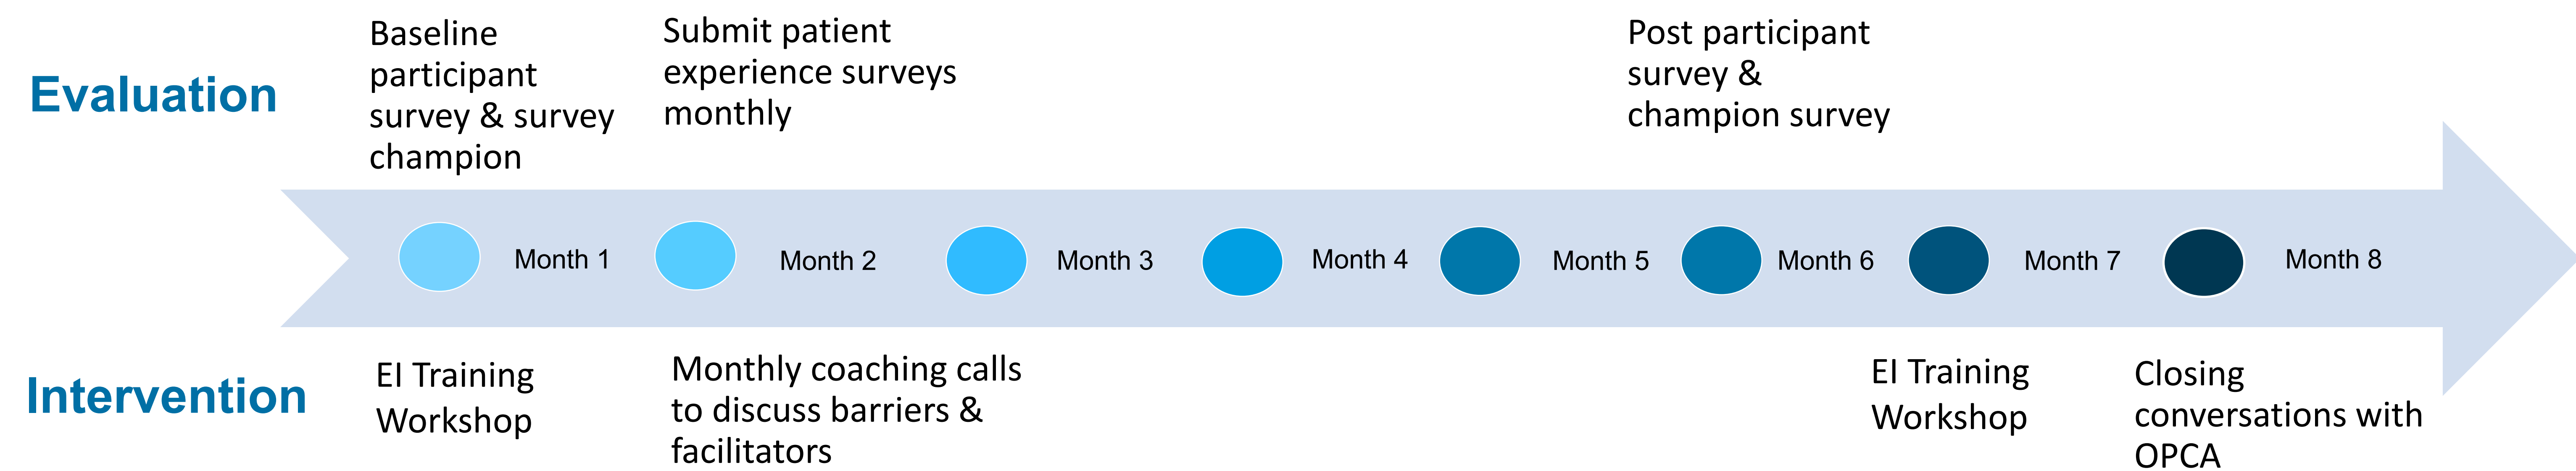 Evaluation
Baseline
participant
survey & survey
champion
Submit patient
experience surveys
monthly
Post participant
survey &
champion survey
Month 1
Month 2
Month 3
Month 4
Month 5
Month 6
Month 7
Month 8
Intervention
EI Training
Workshop
Monthly coaching calls
to discuss barriers &
facilitators
EI Training
Workshop
Closing
conversations with
OPCA